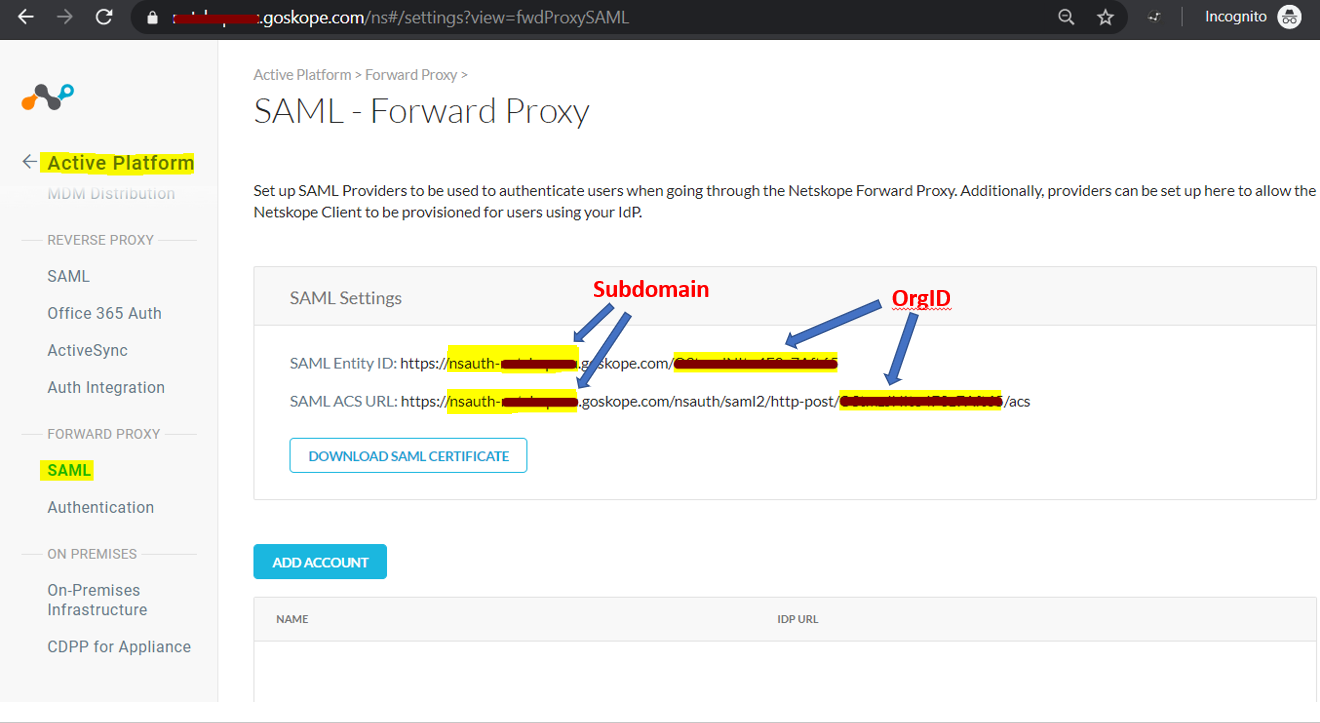 .goskope.com/ns#/settings?view=fwdProxySAML
Incognito
Active Platform > Forward Proxy >
SAML - Forward Proxy
Active Platform
MDM Distribution
Set up SAML Providers to be used to authenticate users when going through the Netskope Forward Proxy. Additionally, providers can be set up here to allow the
Netskope Client to be provisioned for users using your IdP.
REVERSE PROXY
SAML
Office 365 Auth
ActiveSync
Auth Integration
FORWARD PROXY
SAML
Authentication
ON PREMISES
On-Premises
Infrastructure
CDPP for Appliance
Subdomain
OrgID
SAML Settings
SAML Entity ID: https://nsauth-.goskope.com/
SAML ACS URL: https://nsauth-.goskope.com/nsauth/saml2/http-post//acs
DOWNLOAD SAML CERTIFICATE
ADD ACCOUNT
NAME
IDP URL